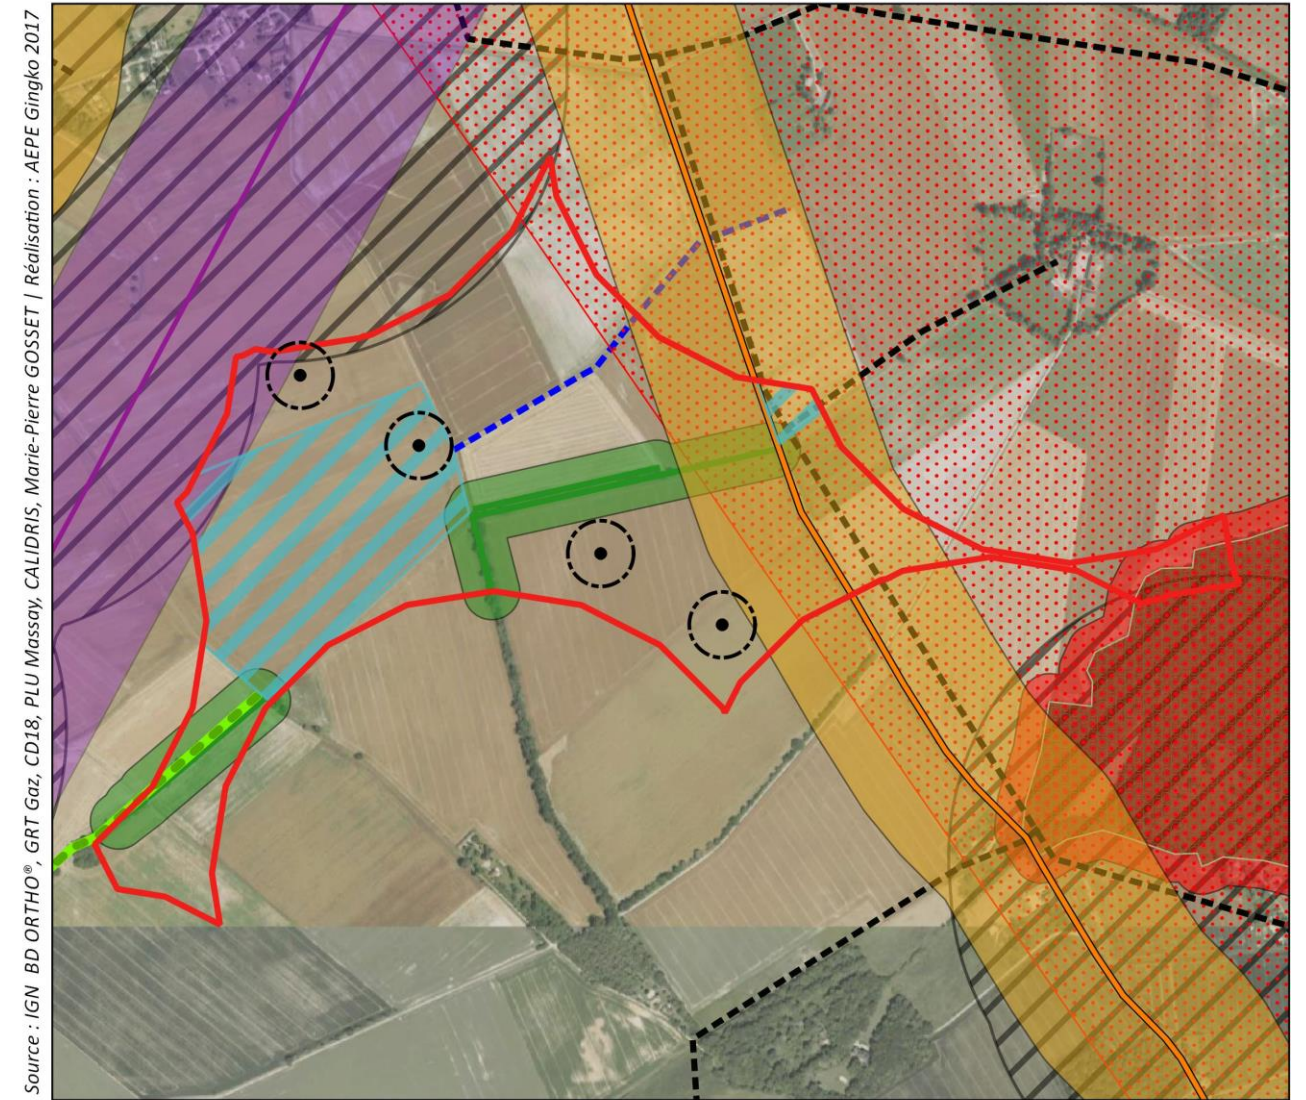 Source : IGN BD ORTHO®, GRT Gaz, CD18, PLU Massay, CALIDRIS, Marie-Pierre GOSSET | Réalisation : AEPE Gingko 2017